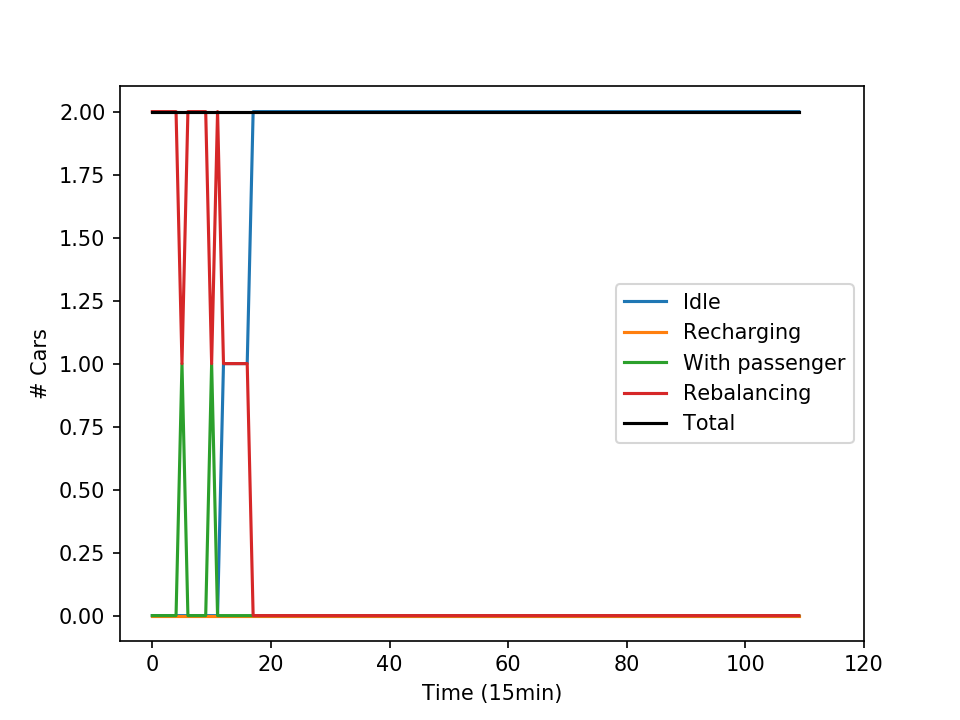 2.00
1.75
1.50
1.25
1.00
0.75
0.50
0.25
0.00
# Cars
Idle
Recharging
With passenger
Rebalancing
Total
0 20 40 60 80 100 120
Time (15min)